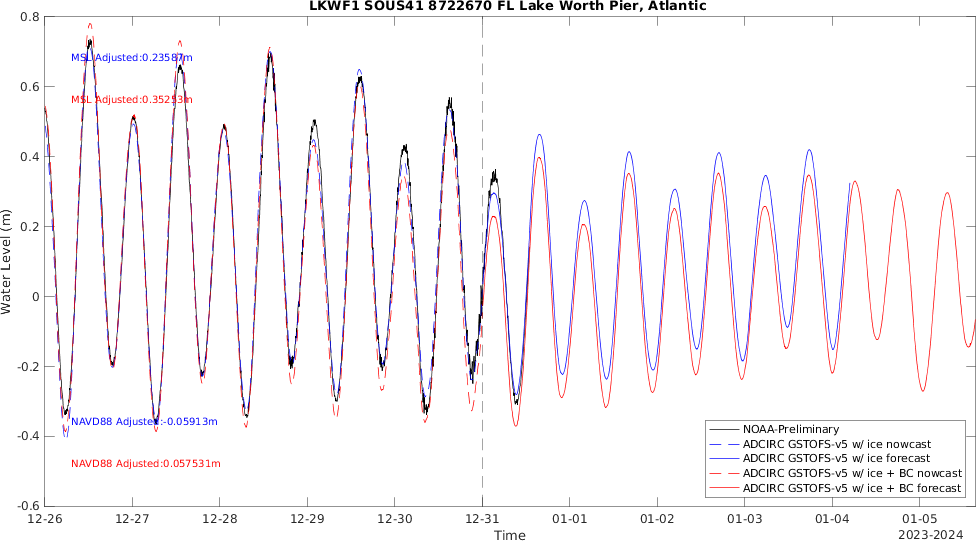 LKWF1 SOUS41 8722670 FL Lake Worth Pier, Atlantic
0.8
0.6
0.4
0.2
0
-0.2
-0.4
-0.6
Water Level (m)
MSL Adjusted:0.23587m
MSL Adjusted:0.35253m
NAVD88 Adjusted:-0.05913m
NAVD88 Adjusted:0.057531m
NOAA-Preliminary
ADCIRC GSTOFS-v5 w/ ice nowcast
ADCIRC GSTOFS-v5 w/ ice forecast
ADCIRC GSTOFS-v5 w/ ice + BC nowcast
ADCIRC GSTOFS-v5 w/ ice + BC forecast
12-26 12-27 12-28 12-29 12-30 12-31 01-01 01-02 01-03 01-04 01-05
Time
2023-2024